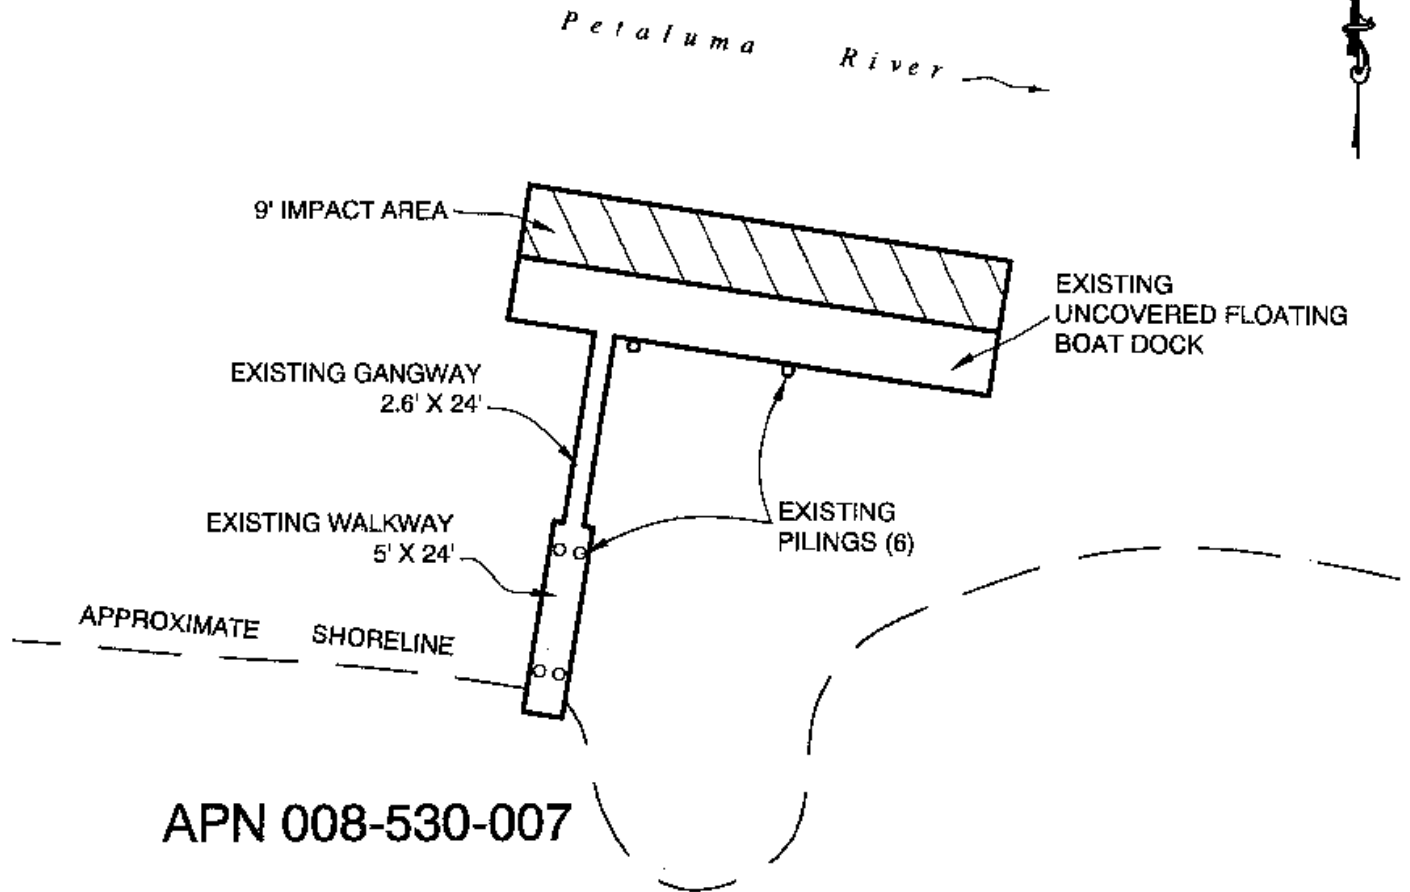 Petaluma River
9' IMPACT AREA
EXISTING
UNCOVERED FLOATING
BOAT DOCK
EXISTING GANGWAY
2.6' X 24'
EXISTING WALKWAY
5' X 24'
EXISTING
PILINGS (6)
APPROXIMATE SHORELINE
APN 008-530-007